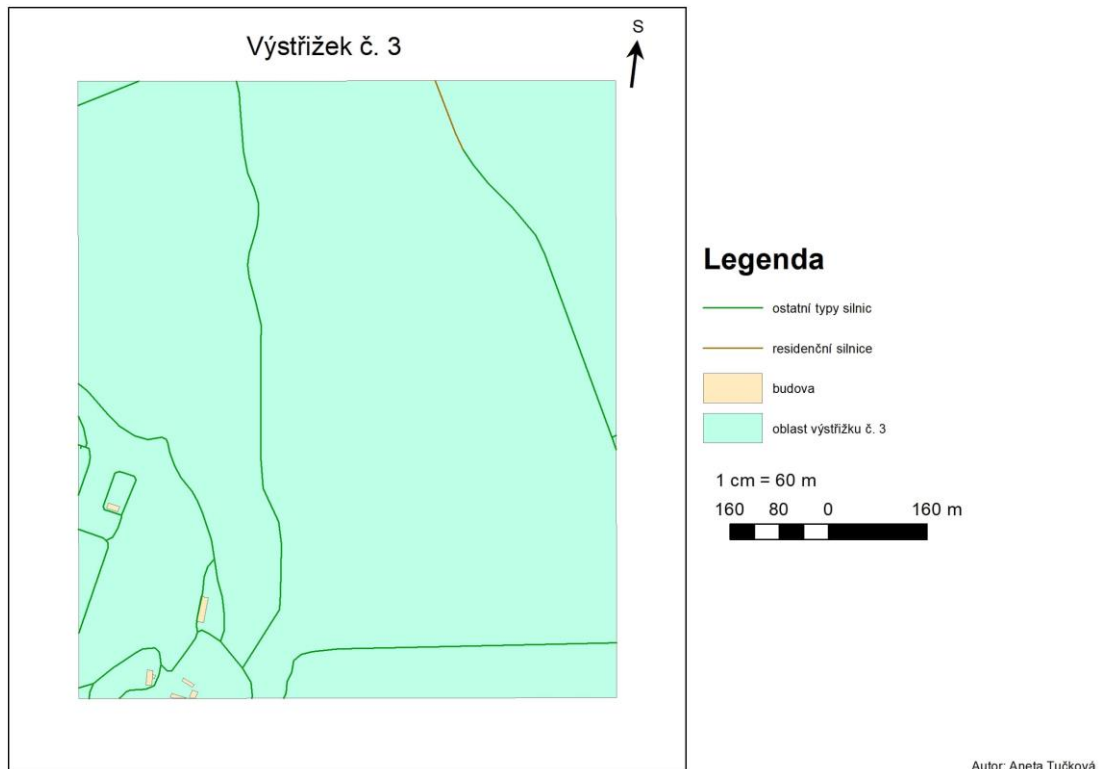 Výstřižek č. 3
S
Legenda
ostatní typy silnic
residenční silnice
budova
oblast výstřižku č. 3
1 cm = 60 m
160 80 0 160 m
Autor: Aneta Tučková